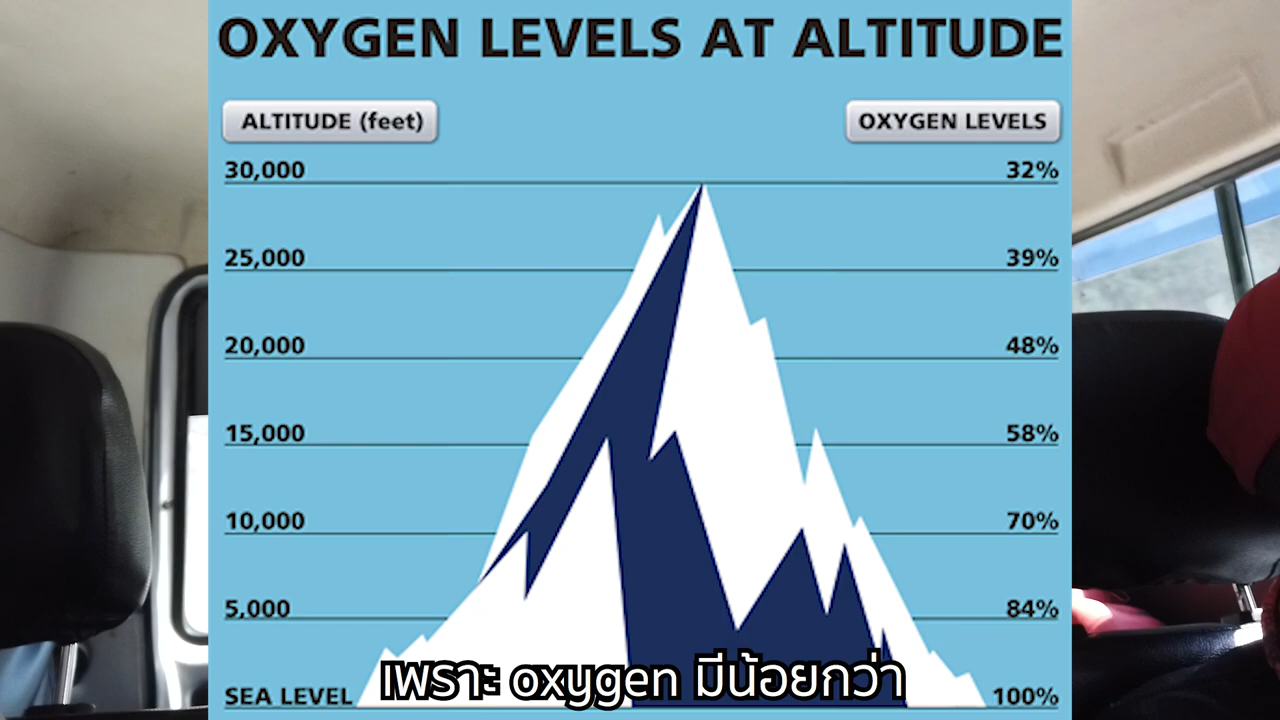 OXYGEN LEVELS AT ALTITUDE
ALTITUDE (feet) OXYGEN LEVELS
30,000 32%
25,000 39%
20,000 48%
15,000 58%
10,000 70%
5,000 84%
SEA LEVEL 100%
เพราะ oxygen มีน้อยกว่า